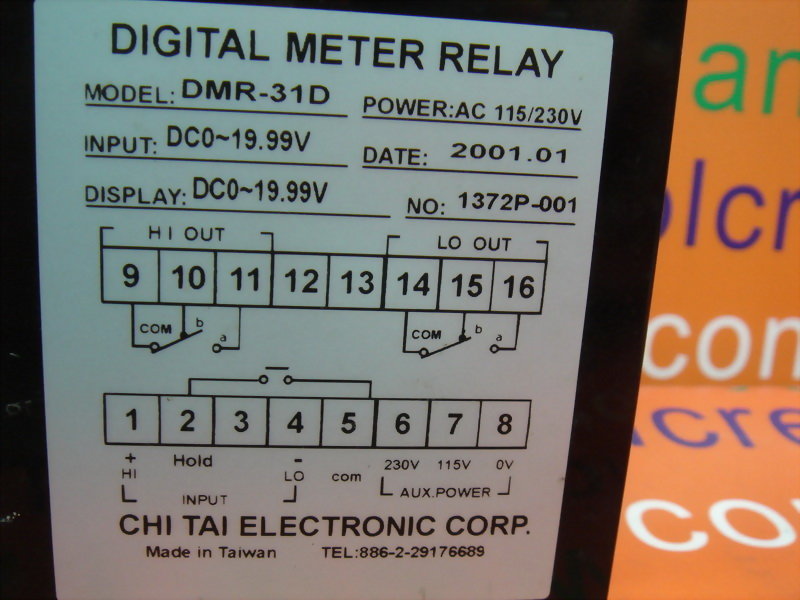 DIGITAL METER RELAY
MODEL: DMR-31D
POWER: AC 115/230V
INPUT: DC0~19.99V
DATE: 2001.01
DISPLAY: DC0~19.99V
NO: 1372P-001
HI OUT
LO OUT
9 10 11 12 13 14 15 16
COM b a
COM b a
1 2 3 4 5 6 7 8
+ Hold - 230V 115V 0V
HI LO com
INPUT AUX.POWER
CHI TAI ELECTRONIC CORP.
Made in Taiwan TEL:886-2-29176689
an
olcr
com
lcre
co